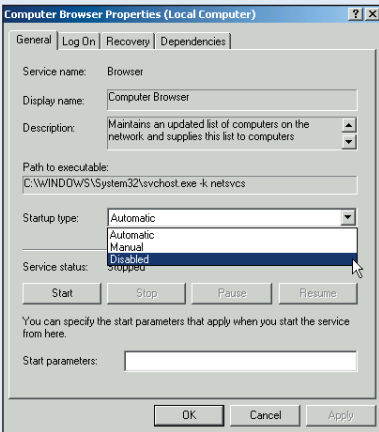 Computer Browser Properties (Local Computer)
General Log On Recovery Dependencies
Service name: Browser
Display name: Computer Browser
Description: Maintains an updated list of computers on the
network and supplies this list to computers
Path to executable:
C:\WINDOWS\System32\svchost.exe -k netsvcs
Startup type: Automatic
Automatic
Manual
Disabled
Service status: Stopped
Start Stop Pause Resume
You can specify the start parameters that apply when you start the service
from here.
Start parameters:
OK Cancel Apply